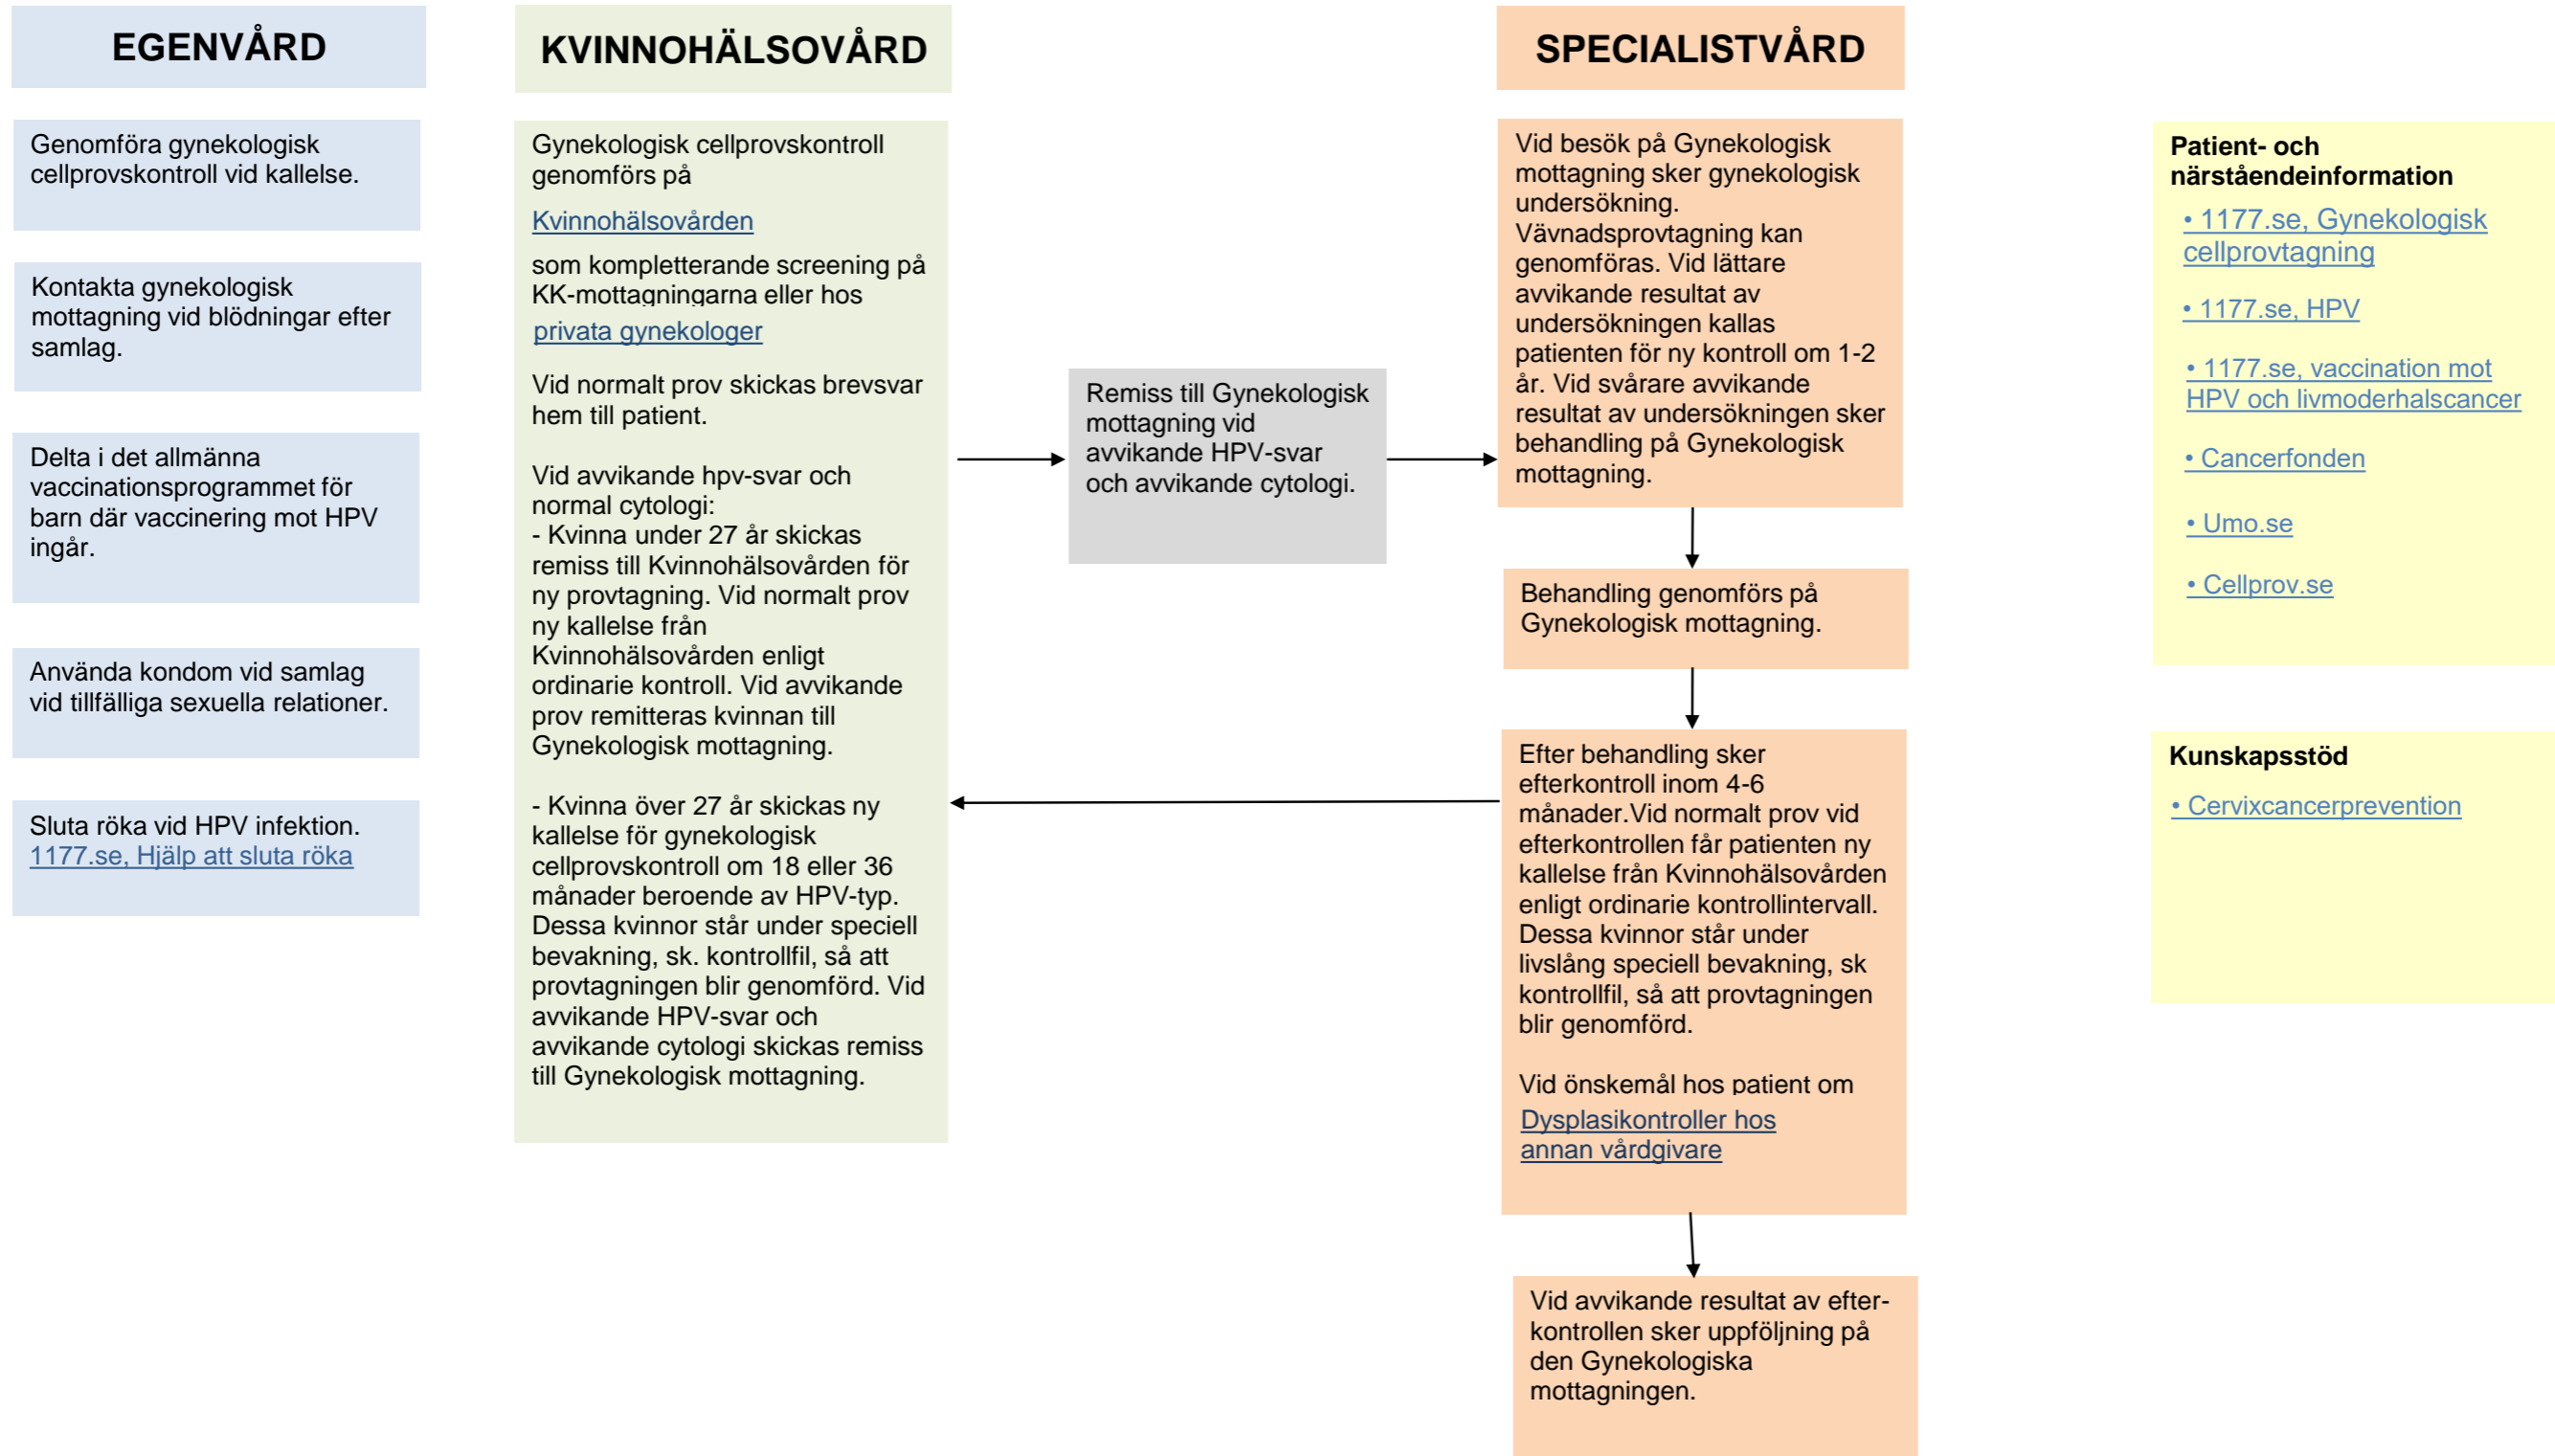 EGENVÅRD
Genomföra gynekologisk
cellprovskontroll vid kallelse.
Kontakta gynekologisk
mottagning vid blödningar efter
samlag.
Delta i det allmänna
vaccinationsprogrammet för
barn där vaccinering mot HPV
ingår.
Använda kondom vid samlag
vid tillfälliga sexuella relationer.
Sluta röka vid HPV infektion.
1177.se, Hjälp att sluta röka
KVINNOHÄLSOVÅRD
Gynekologisk cellprovskontroll
genomförs på
Kvinnohälsovården
som kompletterande screening på
KK-mottagningarna eller hos
privata gynekologer
Vid normalt prov skickas brevsvar
hem till patient.
Vid avvikande hpv-svar och
normal cytologi:
- Kvinna under 27 år skickas
remiss till Kvinnohälsovården för
ny provtagning. Vid normalt prov
ny kallelse från
Kvinnohälsovården enligt
ordinarie kontroll. Vid avvikande
prov remitteras kvinnan till
Gynekologisk mottagning.
- Kvinna över 27 år skickas ny
kallelse för gynekologisk
cellprovskontroll om 18 eller 36
månader beroende av HPV-typ.
Dessa kvinnor står under speciell
bevakning, sk. kontrollfil, så att
provtagningen blir genomförd. Vid
avvikande HPV-svar och
avvikande cytologi skickas remiss
till Gynekologisk mottagning.
Remiss till Gynekologisk
mottagning vid
avvikande HPV-svar
och avvikande cytologi.
SPECIALISTVÅRD
Vid besök på Gynekologisk
mottagning sker gynekologisk
undersökning.
Vävnadsprovtagning kan
genomföras. Vid lättare
avvikande resultat av
undersökningen kallas
patienten för ny kontroll om 1-2
år. Vid svårare avvikande
resultat av undersökningen sker
behandling på Gynekologisk
mottagning.
Behandling genomförs på
Gynekologisk mottagning.
Efter behandling sker
efterkontroll inom 4-6
månader.Vid normalt prov vid
efterkontrollen får patienten ny
kallelse från Kvinnohälsovården
enligt ordinarie kontrollintervall.
Dessa kvinnor står under
livslång speciell bevakning, sk
kontrollfil, så att provtagningen
blir genomförd.
Vid önskemål hos patient om
Dysplasikontroller hos
annan vårdgivare
Vid avvikande resultat av efter-
kontrollen sker uppföljning på
den Gynekologiska
mottagningen.
Patient- och
närståendeinformation
• 1177.se, Gynekologisk
cellprovtagning
• 1177.se, HPV
• 1177.se, vaccination mot
HPV och livmoderhalscancer
• Cancerfonden
• Umo.se
• Cellprov.se
Kunskapsstöd
• Cervixcancerprevention